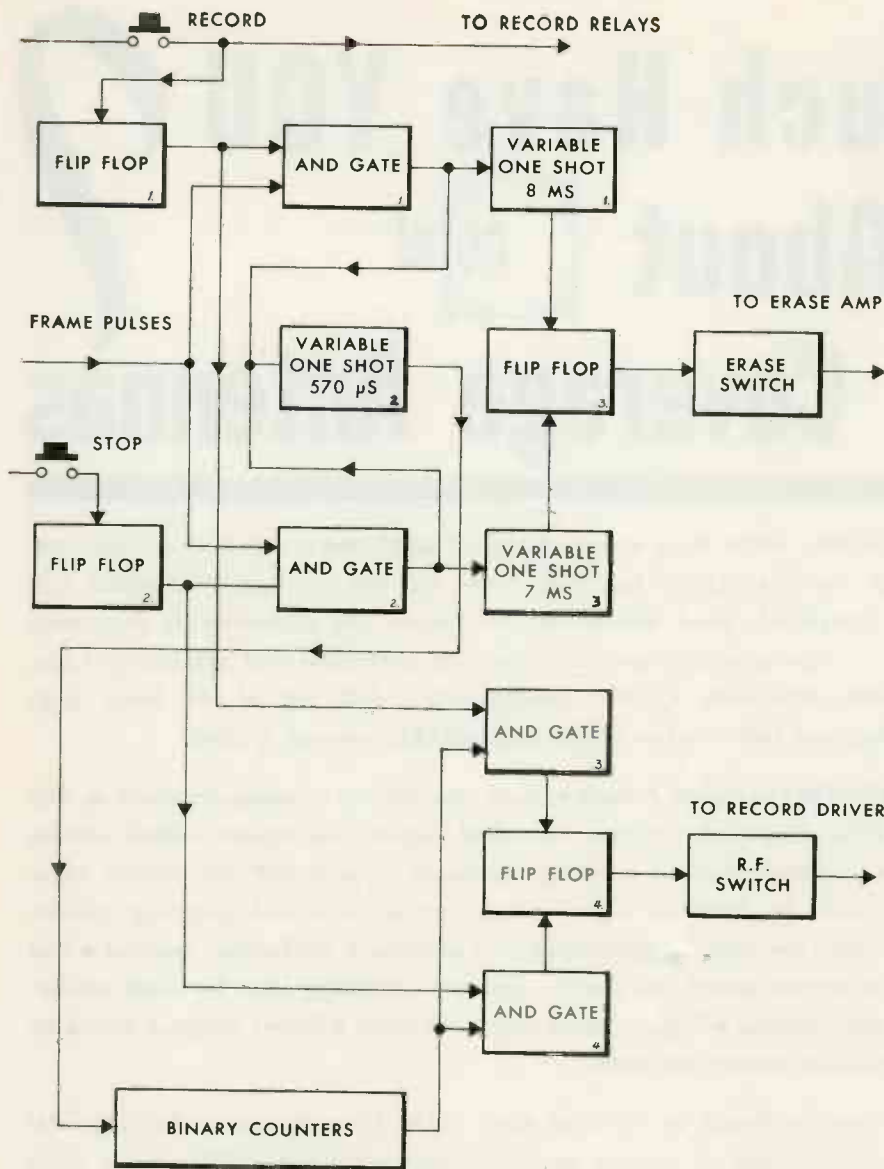 RECORD
TO RECORD RELAYS
FLIP FLOP
1.
AND GATE
1
VARIABLE
ONE SHOT
8 MS
1.
FRAME PULSES
VARIABLE
ONE SHOT
570 µS
2
TO ERASE AMP
FLIP FLOP
3.
ERASE
SWITCH
STOP
FLIP FLOP
2.
AND GATE
2.
VARIABLE
ONE SHOT
7 MS
3
AND GATE
3
TO RECORD DRIVER
FLIP FLOP
4.
R.F.
SWITCH
AND GATE
4
BINARY COUNTERS